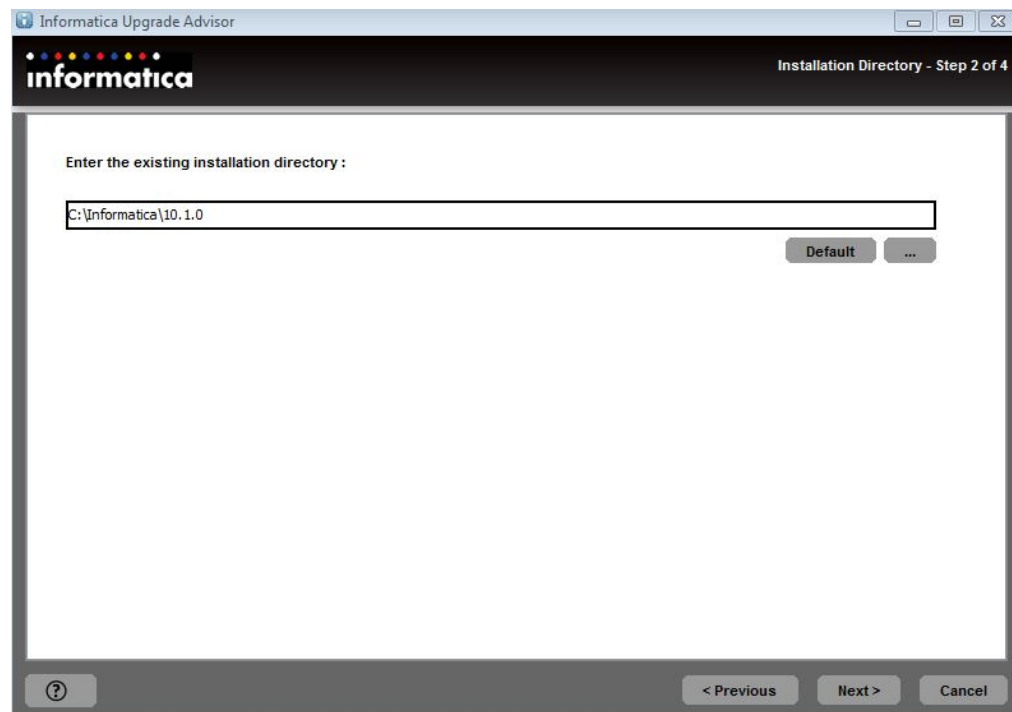 Informatica Upgrade Advisor
informatica
Installation Directory - Step 2 of 4
Enter the existing installation directory :
C:\Informatica\10.1.0
Default
...
?
< Previous
Next >
Cancel